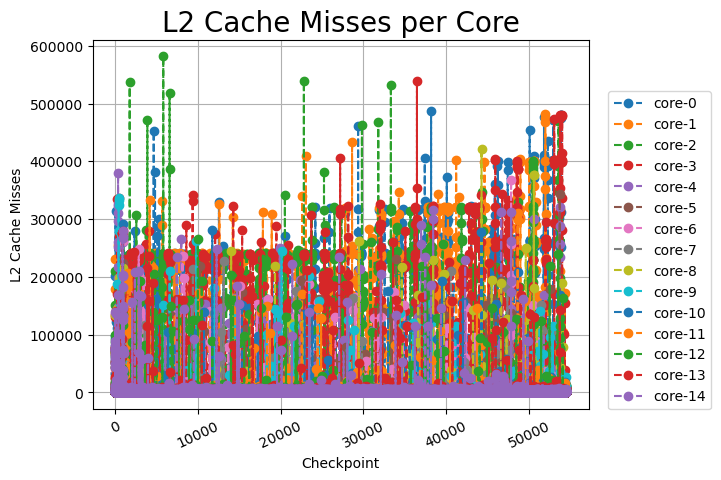 L2 Cache Misses per Core
L2 Cache Misses
600000
500000
400000
300000
200000
100000
0
0
10000
20000
30000
40000
50000
Checkpoint
core-0
core-1
core-2
core-3
core-4
core-5
core-6
core-7
core-8
core-9
core-10
core-11
core-12
core-13
core-14